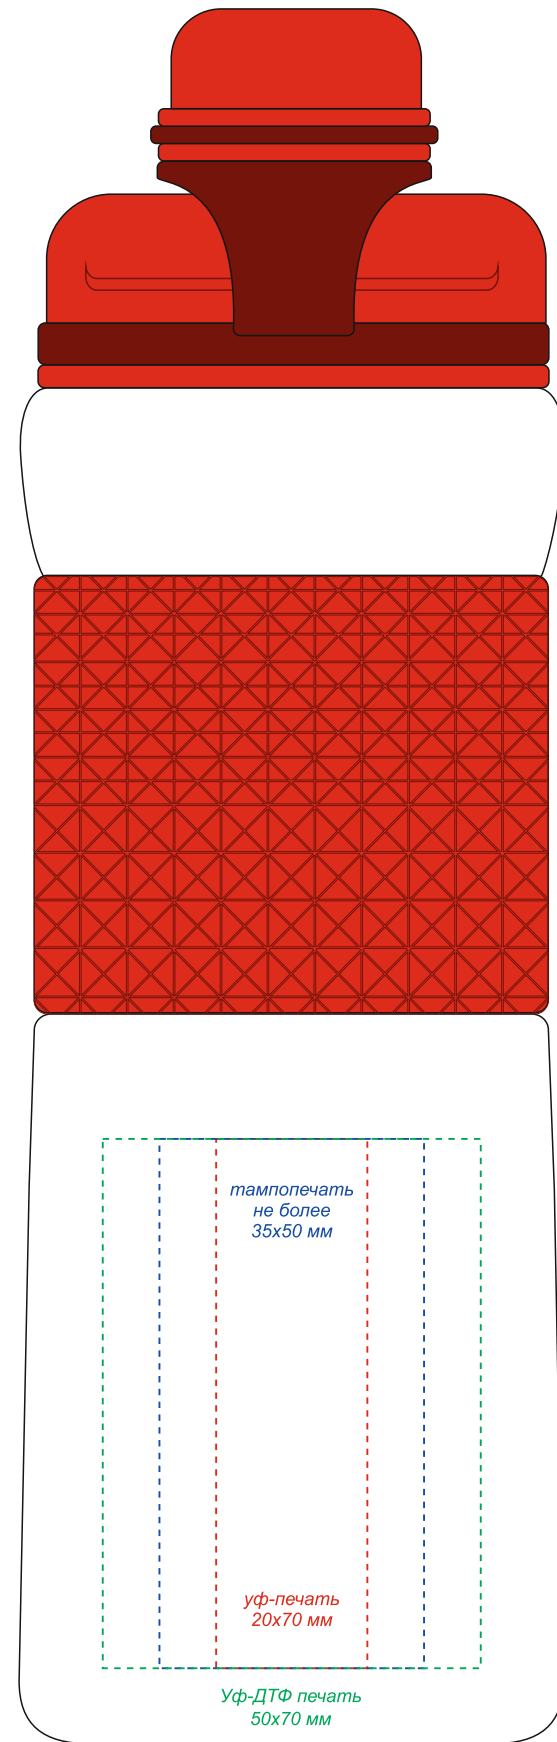 тампопечать
не более
35х50 мм
уф-печать
20х70 мм
Уф-ДТФ печать
50х70 мм